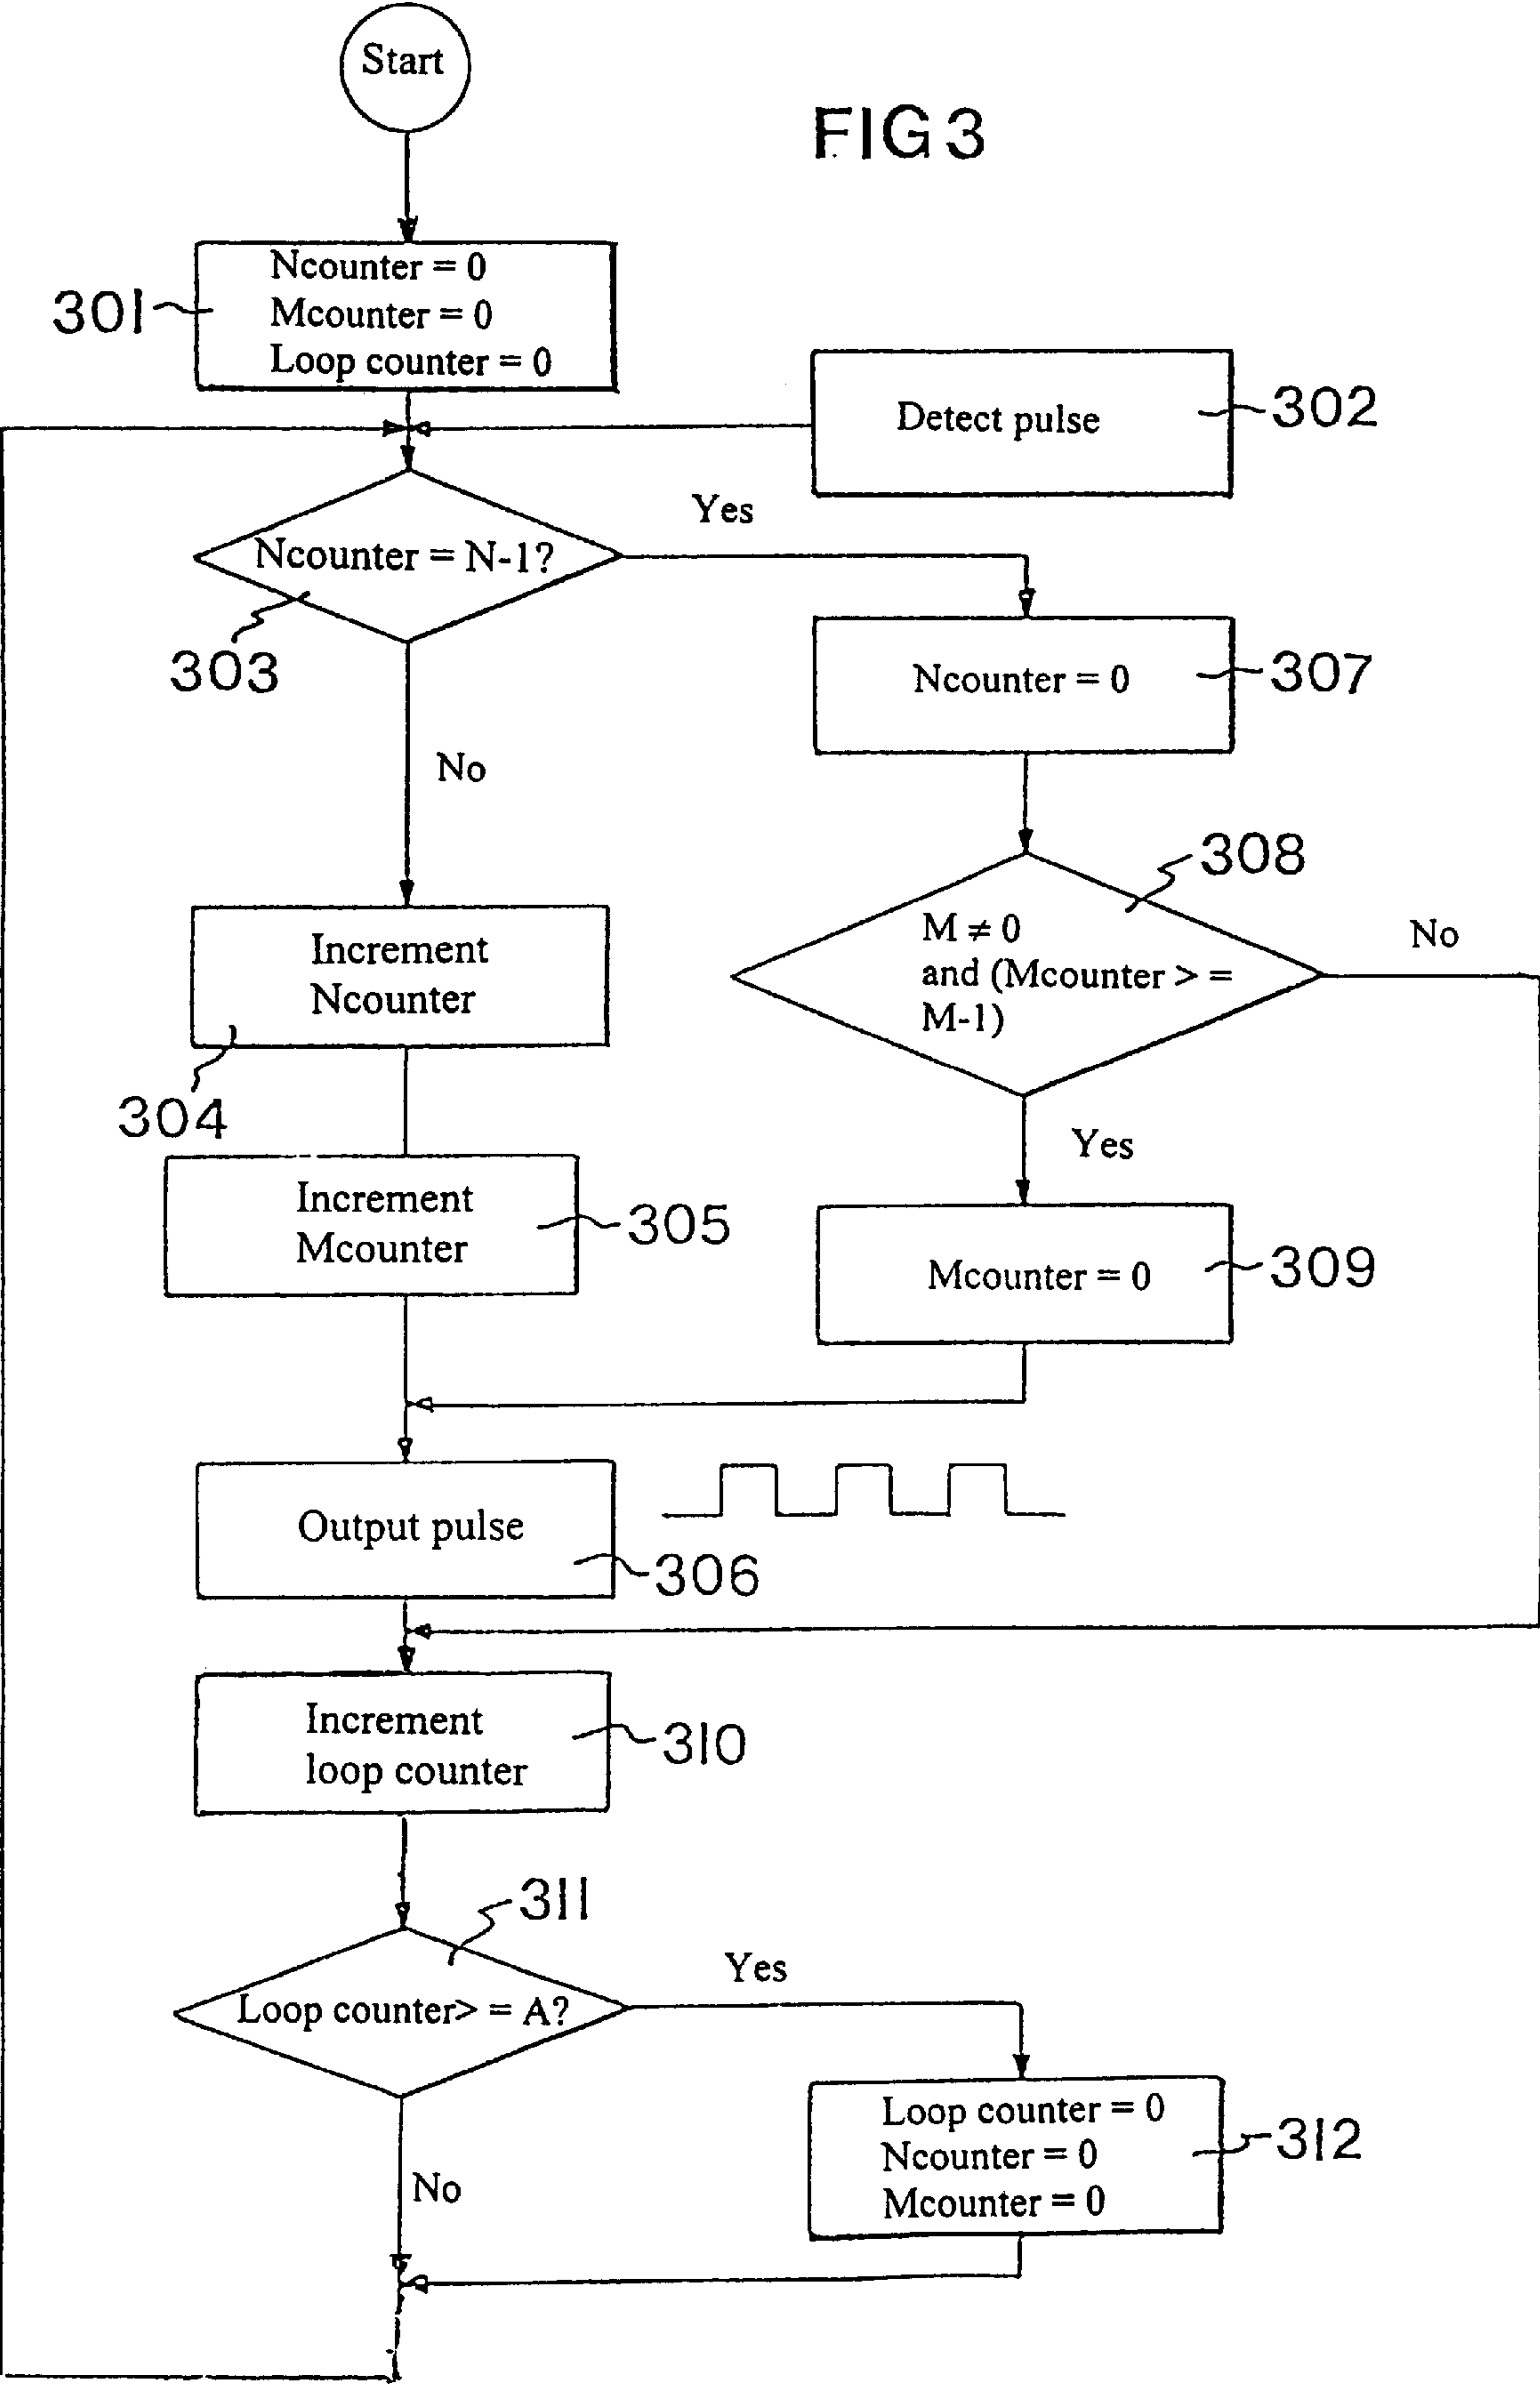 Start
FIG 3
Ncounter = 0
Mcounter = 0
Loop counter = 0
301
Detect pulse
302
Yes
Ncounter = N-1?
303
Ncounter = 0
307
No
308
M ≠ 0
and (Mcounter > =
M-1)
No
Increment
Ncounter
304
Yes
Increment
Mcounter
305
Mcounter = 0
309
Output pulse
306
Increment
loop counter
310
311
Yes
Loop counter> = A?
Loop counter = 0
Ncounter = 0
Mcounter = 0
312
No